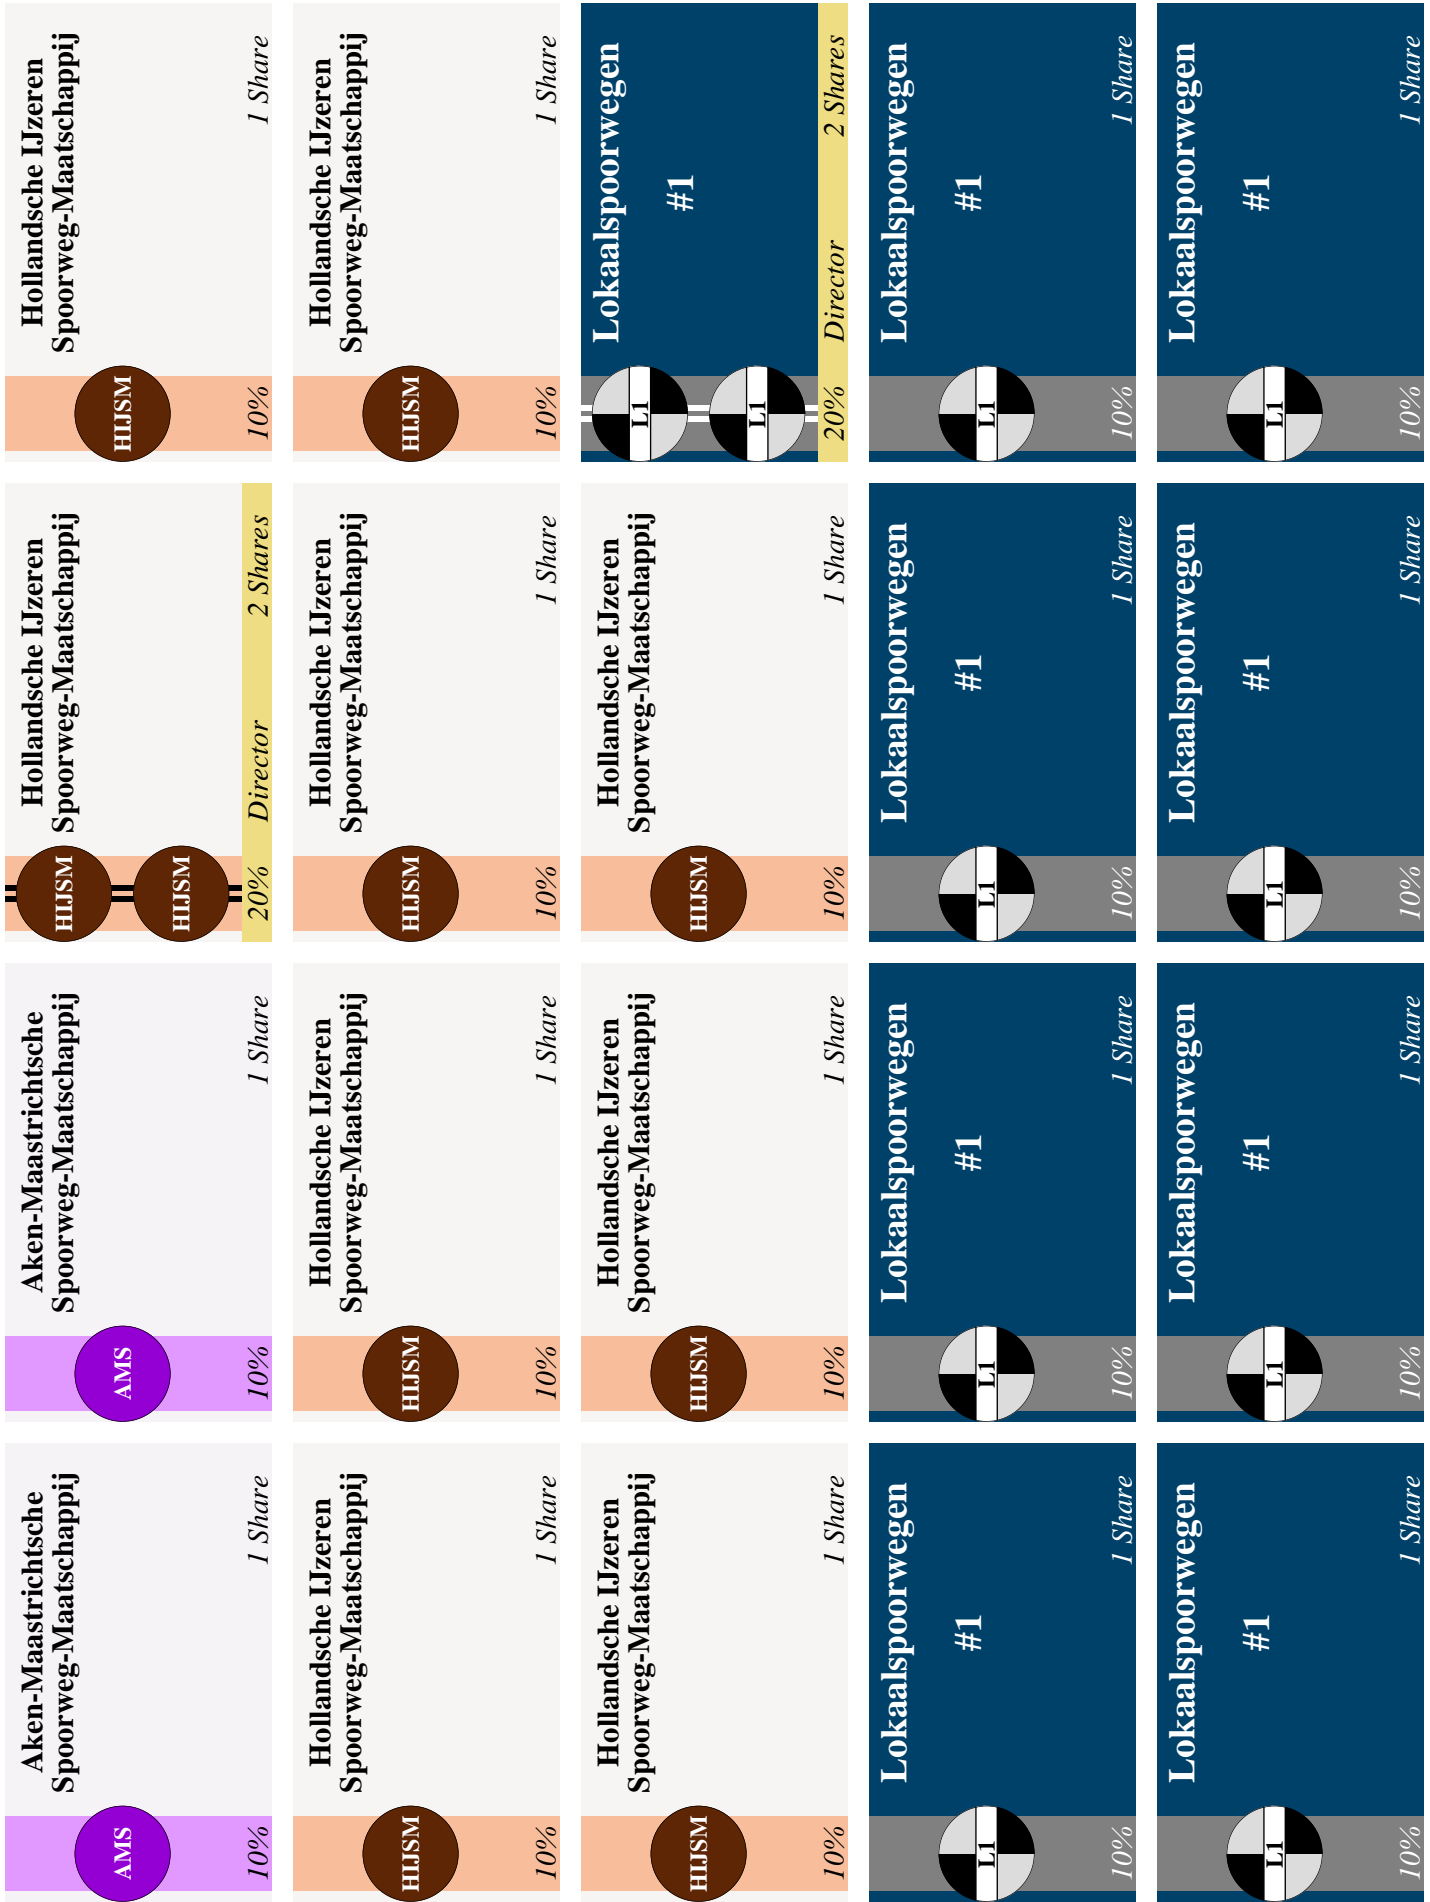 Aken-Maastrichtsche
Spoorweg-Maatschappij
AMS
10% 1 Share
Aken-Maastrichtsche
Spoorweg-Maatschappij
AMS
10% 1 Share
Hollandsche IJzeren
Spoorweg-Maatschappij
HIJSM
HIJSM
20% Director 2 Shares
Hollandsche IJzeren
Spoorweg-Maatschappij
HIJSM
10% 1 Share
Hollandsche IJzeren
Spoorweg-Maatschappij
HIJSM
10% 1 Share
Hollandsche IJzeren
Spoorweg-Maatschappij
HIJSM
10% 1 Share
Hollandsche IJzeren
Spoorweg-Maatschappij
HIJSM
10% 1 Share
Hollandsche IJzeren
Spoorweg-Maatschappij
HIJSM
10% 1 Share
Hollandsche IJzeren
Spoorweg-Maatschappij
HIJSM
10% 1 Share
Hollandsche IJzeren
Spoorweg-Maatschappij
HIJSM
10% 1 Share
Hollandsche IJzeren
Spoorweg-Maatschappij
HIJSM
10% 1 Share
Lokaalspoorwegen
L1
#1
L1
20% Director 2 Shares
Lokaalspoorwegen
#1
L1
10% 1 Share
Lokaalspoorwegen
#1
L1
10% 1 Share
Lokaalspoorwegen
#1
L1
10% 1 Share
Lokaalspoorwegen
#1
L1
10% 1 Share
Lokaalspoorwegen
#1
L1
10% 1 Share
Lokaalspoorwegen
#1
L1
10% 1 Share
Lokaalspoorwegen
#1
L1
10% 1 Share
Lokaalspoorwegen
#1
L1
10% 1 Share